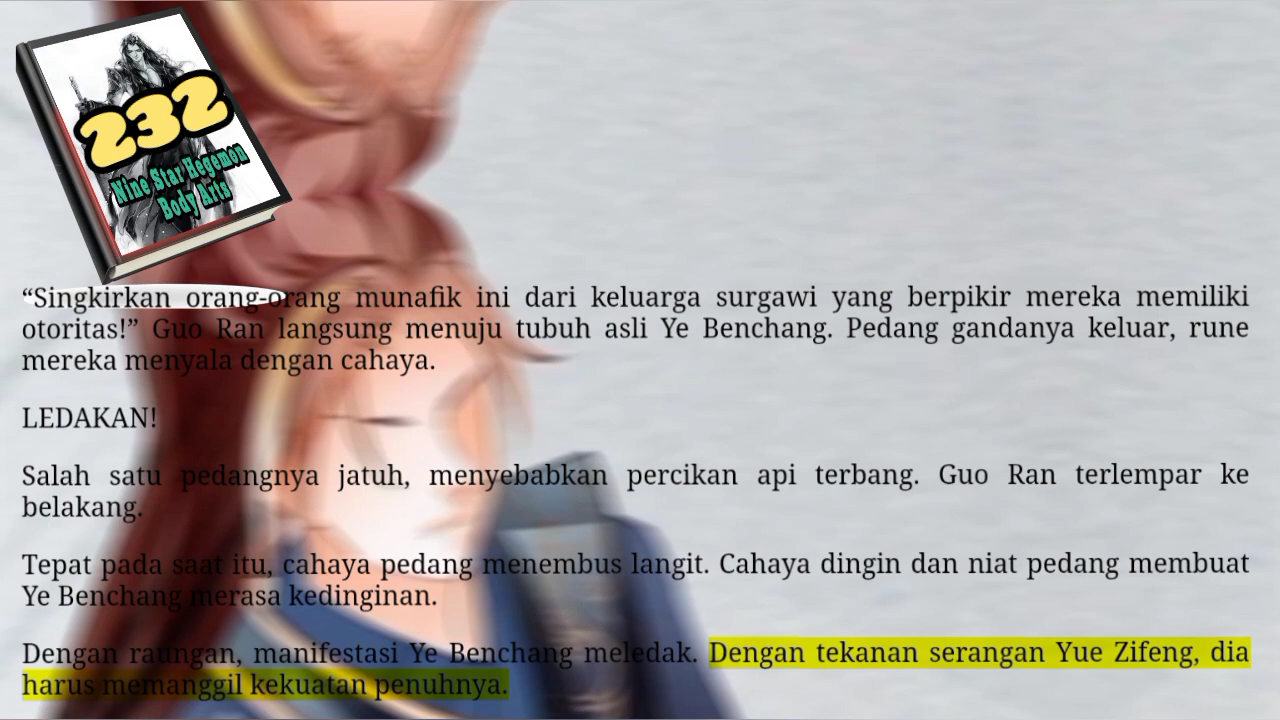 232
Nine Star Hegemon
Body Arts
“Singkirkan orang-orang munafik ini dari keluarga surgawi yang berpikir mereka memiliki
otoritas!” Guo Ran langsung menuju tubuh asli Ye Benchang. Pedang gandanya keluar, rune
mereka menyala dengan cahaya.
LEDAKAN!
Salah satu pedangnya jatuh, menyebabkan percikan api terbang. Guo Ran terlempar ke
belakang.
Tepat pada saat itu, cahaya pedang menembus langit. Cahaya dingin dan niat pedang membuat
Ye Benchang merasa kedinginan.
Dengan raungan, manifestasi Ye Benchang meledak. Dengan tekanan serangan Yue Zifeng, dia
harus memanggil kekuatan penuhnya.